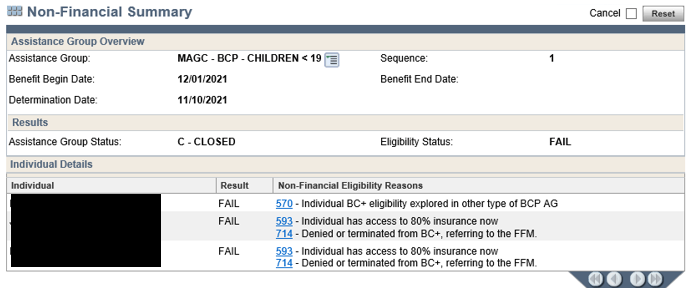 Non-Financial Summary Cancel Reset
Assistance Group Overview
Assistance Group: MAGC - BCP - CHILDREN < 19 Sequence: 1
Benefit Begin Date: 12/01/2021 Benefit End Date:
Determination Date: 11/10/2021
Results
Assistance Group Status: C - CLOSED Eligibility Status: FAIL
Individual Details
Individual Result Non-Financial Eligibility Reasons
FAIL 570 - Individual BC+ eligibility explored in other type of BCP AG
FAIL 593 - Individual has access to 80% insurance now
714 - Denied or terminated from BC+, referring to the FFM.
FAIL 593 - Individual has access to 80% insurance now
714 - Denied or terminated from BC+, referring to the FFM.